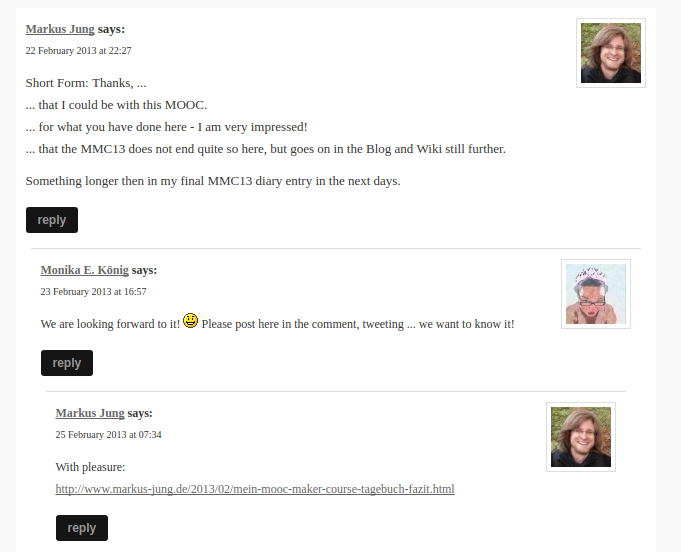 Markus Jung says:
22 February 2013 at 22:27
Short Form: Thanks, ...
... that I could be with this MOOC.
... for what you have done here - I am very impressed!
... that the MMC13 does not end quite so here, but goes on in the Blog and Wiki still further.
Something longer then in my final MMC13 diary entry in the next days.
reply
Monika E. König says:
23 February 2013 at 16:57
We are looking forward to it! Please post here in the comment, tweeting ... we want to know it!
reply
Markus Jung says:
25 February 2013 at 07:34
With pleasure:
http://www.markus-jung.de/2013/02/mein-mooc-maker-course-tagebuch-fazit.html
reply